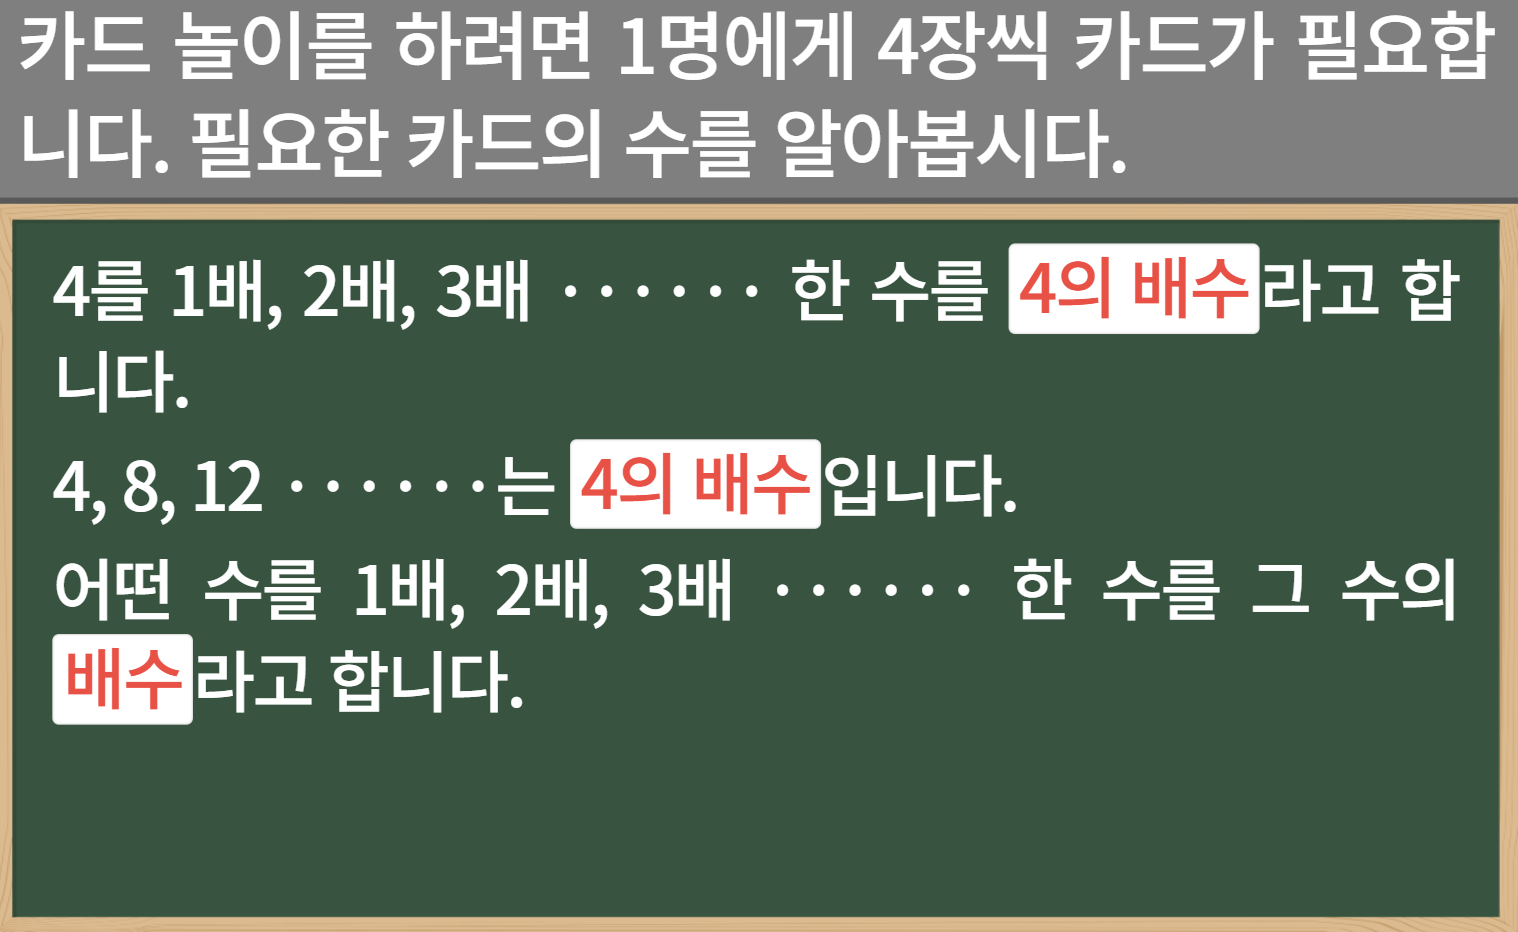 카드 놀이를 하려면 1명에게 4장씩 카드가 필요합
니다. 필요한 카드의 수를 알아봅시다.
4를 1배, 2배, 3배 ······ 한 수를 4의 배수라고 합
니다.
4, 8, 12 ······는 4의 배수입니다.
어떤 수를 1배, 2배, 3배 ······ 한 수를 그 수의
배수라고 합니다.